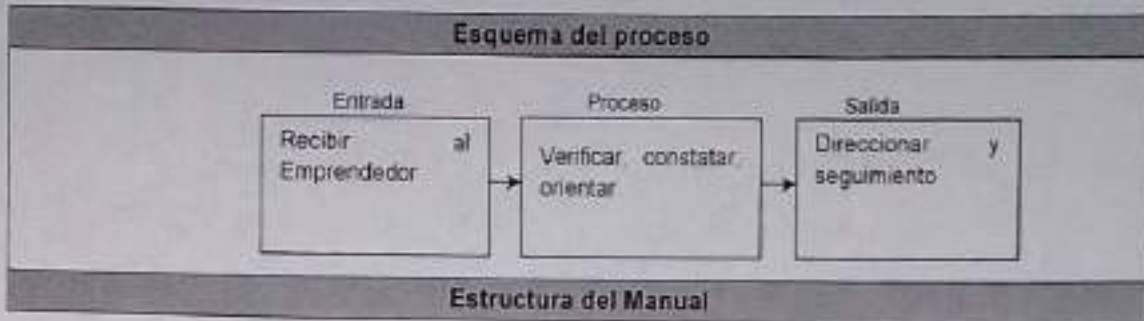 Esquema del proceso
Entrada
Proceso
Salida
Recibir al
Emprendedor
Verificar constatar
orientar
Direccionar y
seguimiento
Estructura del Manual